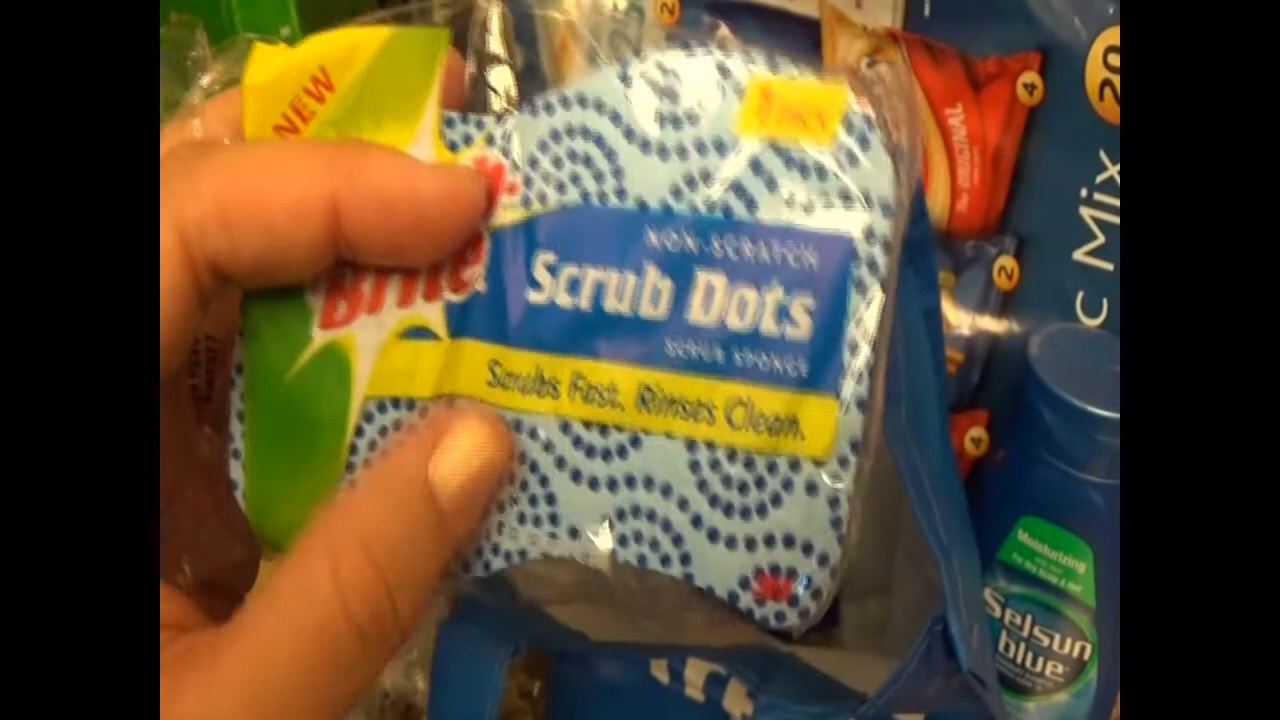 NEW
Brite
NON-SCRATCH
Scrub Dots
SCRUB SPONGE
Scrubs Fast. Rinses Clean.
3M
2
4
ORIGINAL
20
c Mix
2
4
Moisturizing
Selsun
blue